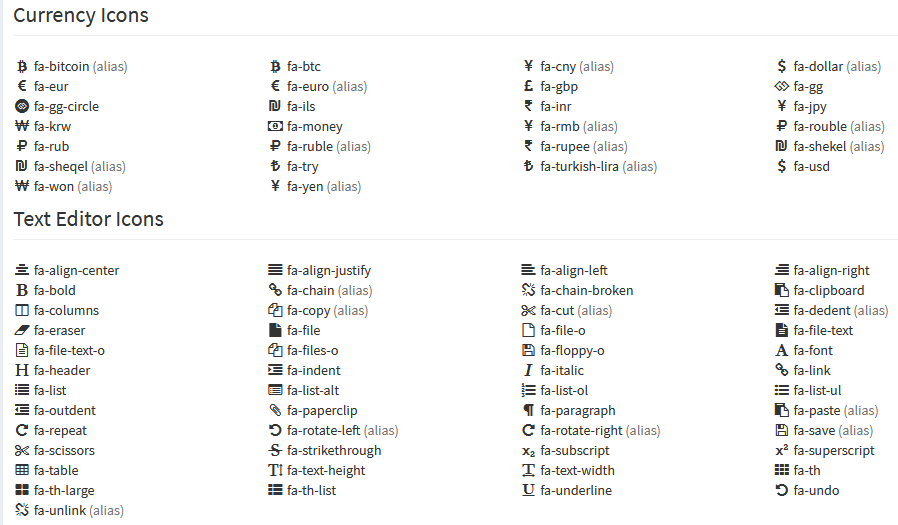 Currency Icons
fa-bitcoin (alias) fa-btc fa-cny (alias) fa-dollar (alias)
fa-eur fa-euro (alias) fa-gbp fa-gg
fa-gg-circle fa-ils fa-inr fa-jpy
fa-krw fa-money fa-rmb (alias) fa-rouble (alias)
fa-rub fa-ruble (alias) fa-rupee (alias) fa-shekel (alias)
fa-sheqel (alias) fa-try fa-turkish-lira (alias) fa-usd
fa-won (alias) fa-yen (alias)
Text Editor Icons
fa-align-center fa-align-justify fa-align-left fa-align-right
fa-bold fa-chain (alias) fa-chain-broken fa-clipboard
fa-columns fa-copy (alias) fa-cut (alias) fa-dedent (alias)
fa-eraser fa-file fa-file-o fa-file-text
fa-file-text-o fa-files-o fa-floppy-o fa-font
fa-header fa-indent fa-italic fa-link
fa-list fa-list-alt fa-list-ol fa-list-ul
fa-outdent fa-paperclip fa-paragraph fa-paste (alias)
fa-repeat fa-rotate-left (alias) fa-rotate-right (alias) fa-save (alias)
fa-scissors fa-strikethrough fa-subscript fa-superscript
fa-table fa-text-height fa-text-width fa-th
fa-th-large fa-th-list fa-underline fa-undo
fa-unlink (alias)